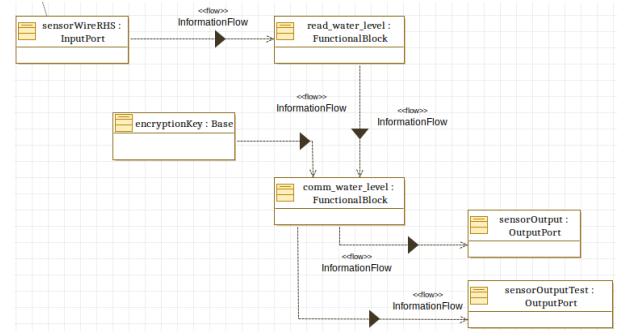 <<flow>>
InformationFlow
sensorWireRHS :
InputPort
read_water_level :
FunctionalBlock
<<flow>>
InformationFlow
<<flow>>
InformationFlow
encryptionKey : Base
comm_water_level :
FunctionalBlock
sensorOutput :
OutputPort
<<flow>>
InformationFlow
<<flow>>
InformationFlow
sensorOutputTest :
OutputPort